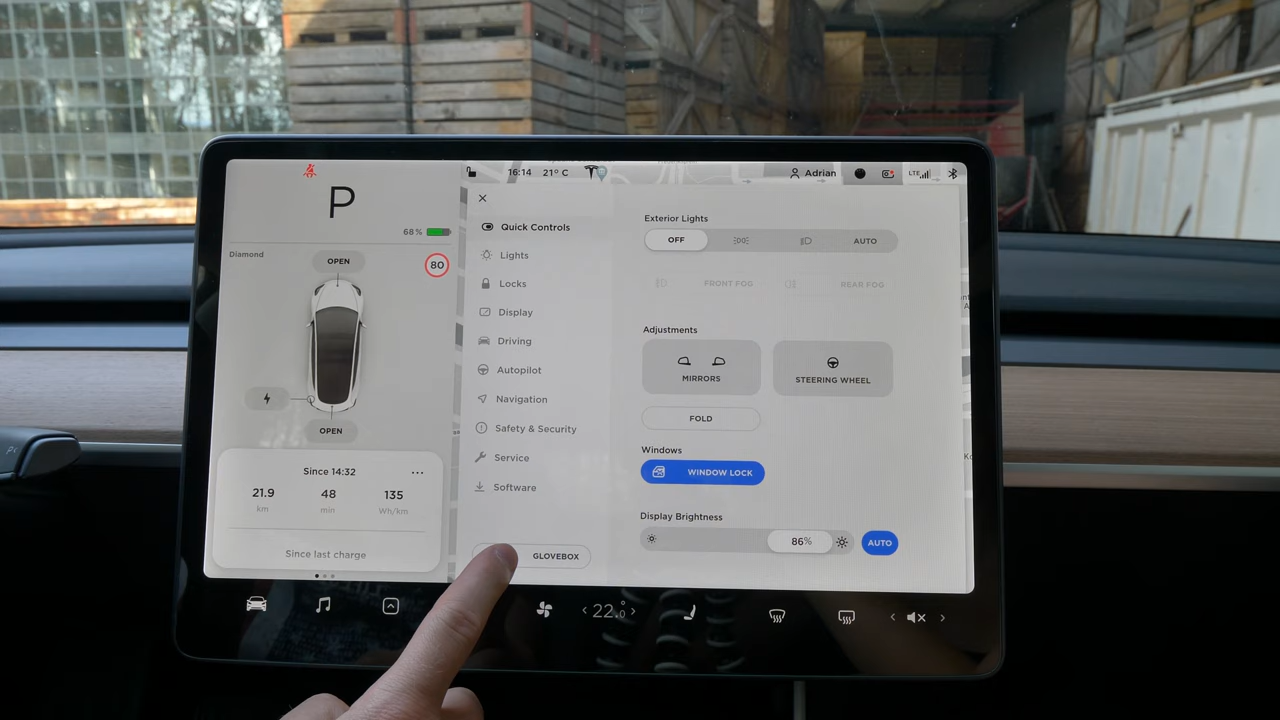 P
68%
Diamond
OPEN
80
OPEN
Since 14:32
21.9
48
135
km
min
Wh/km
Since last charge
16:14
21° C
Adrian
LTE
Quick Controls
Lights
Locks
Display
Driving
Autopilot
Navigation
Safety & Security
Service
Software
GLOVEBOX
Exterior Lights
OFF
AUTO
FRONT FOG
REAR FOG
Adjustments
MIRRORS
STEERING WHEEL
FOLD
Windows
WINDOW LOCK
Display Brightness
86%
AUTO
22.0°